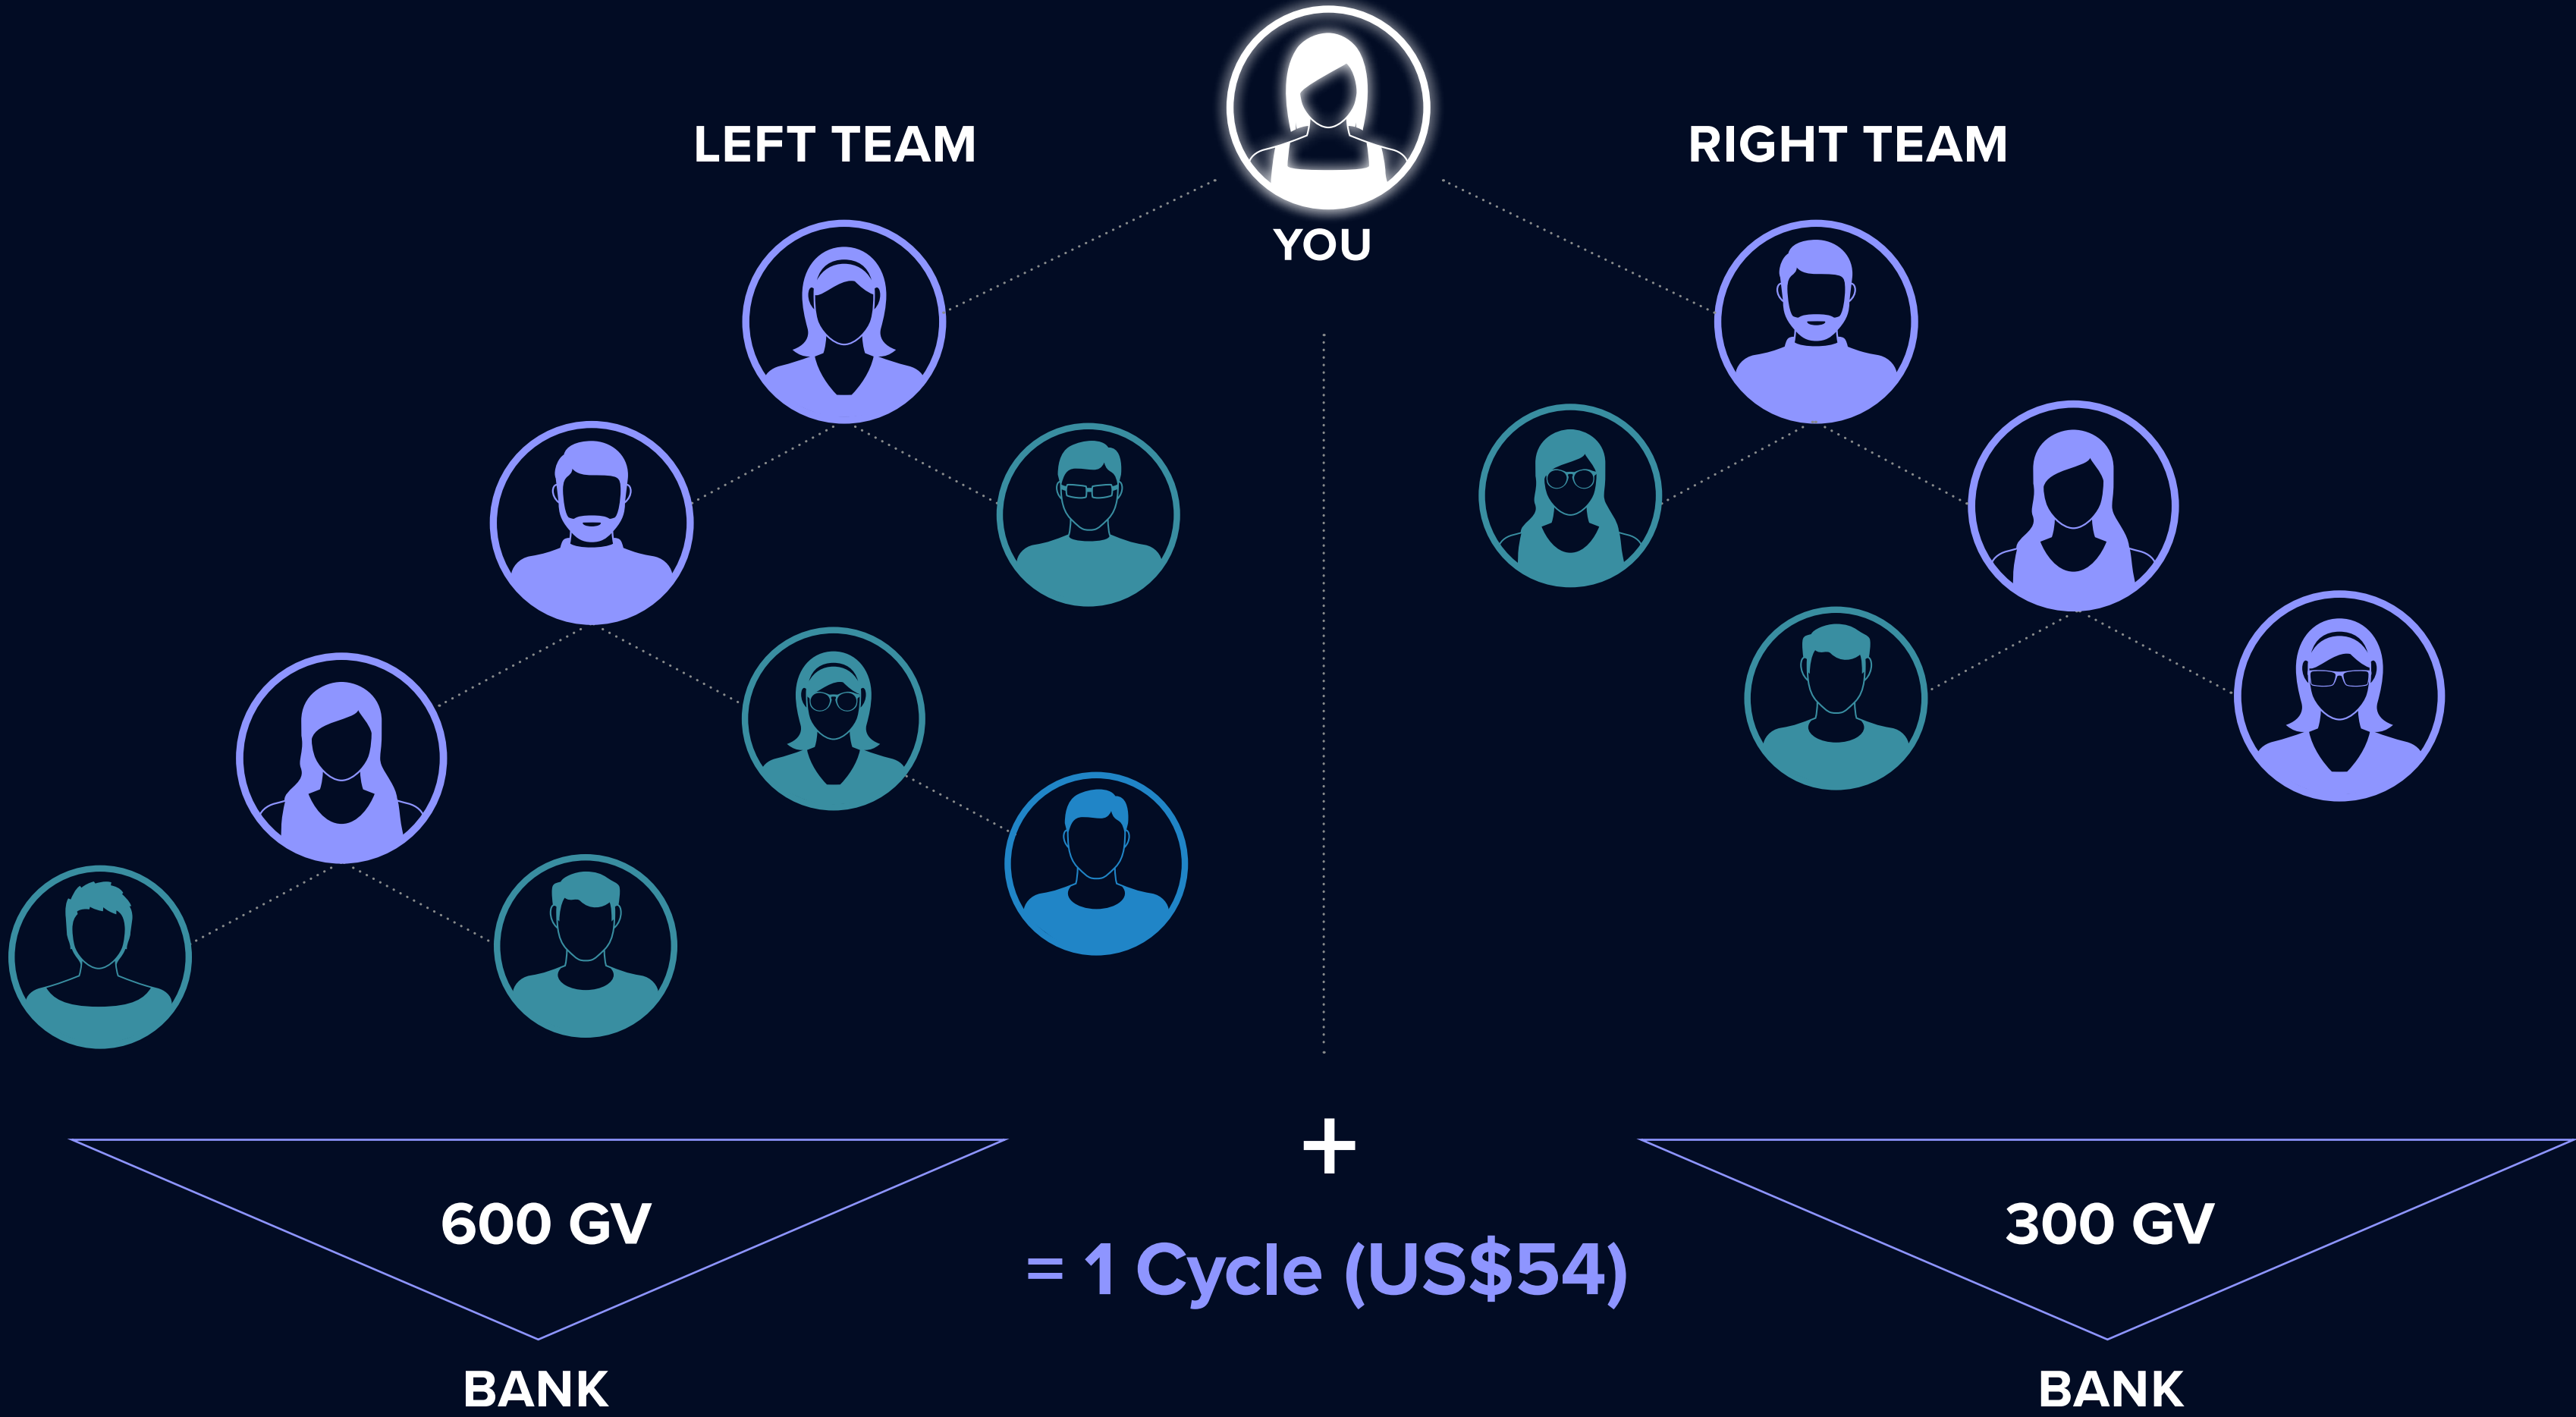 LEFT TEAM
YOU
RIGHT TEAM
600 GV
BANK
+
= 1 Cycle (US$54)
300 GV
BANK